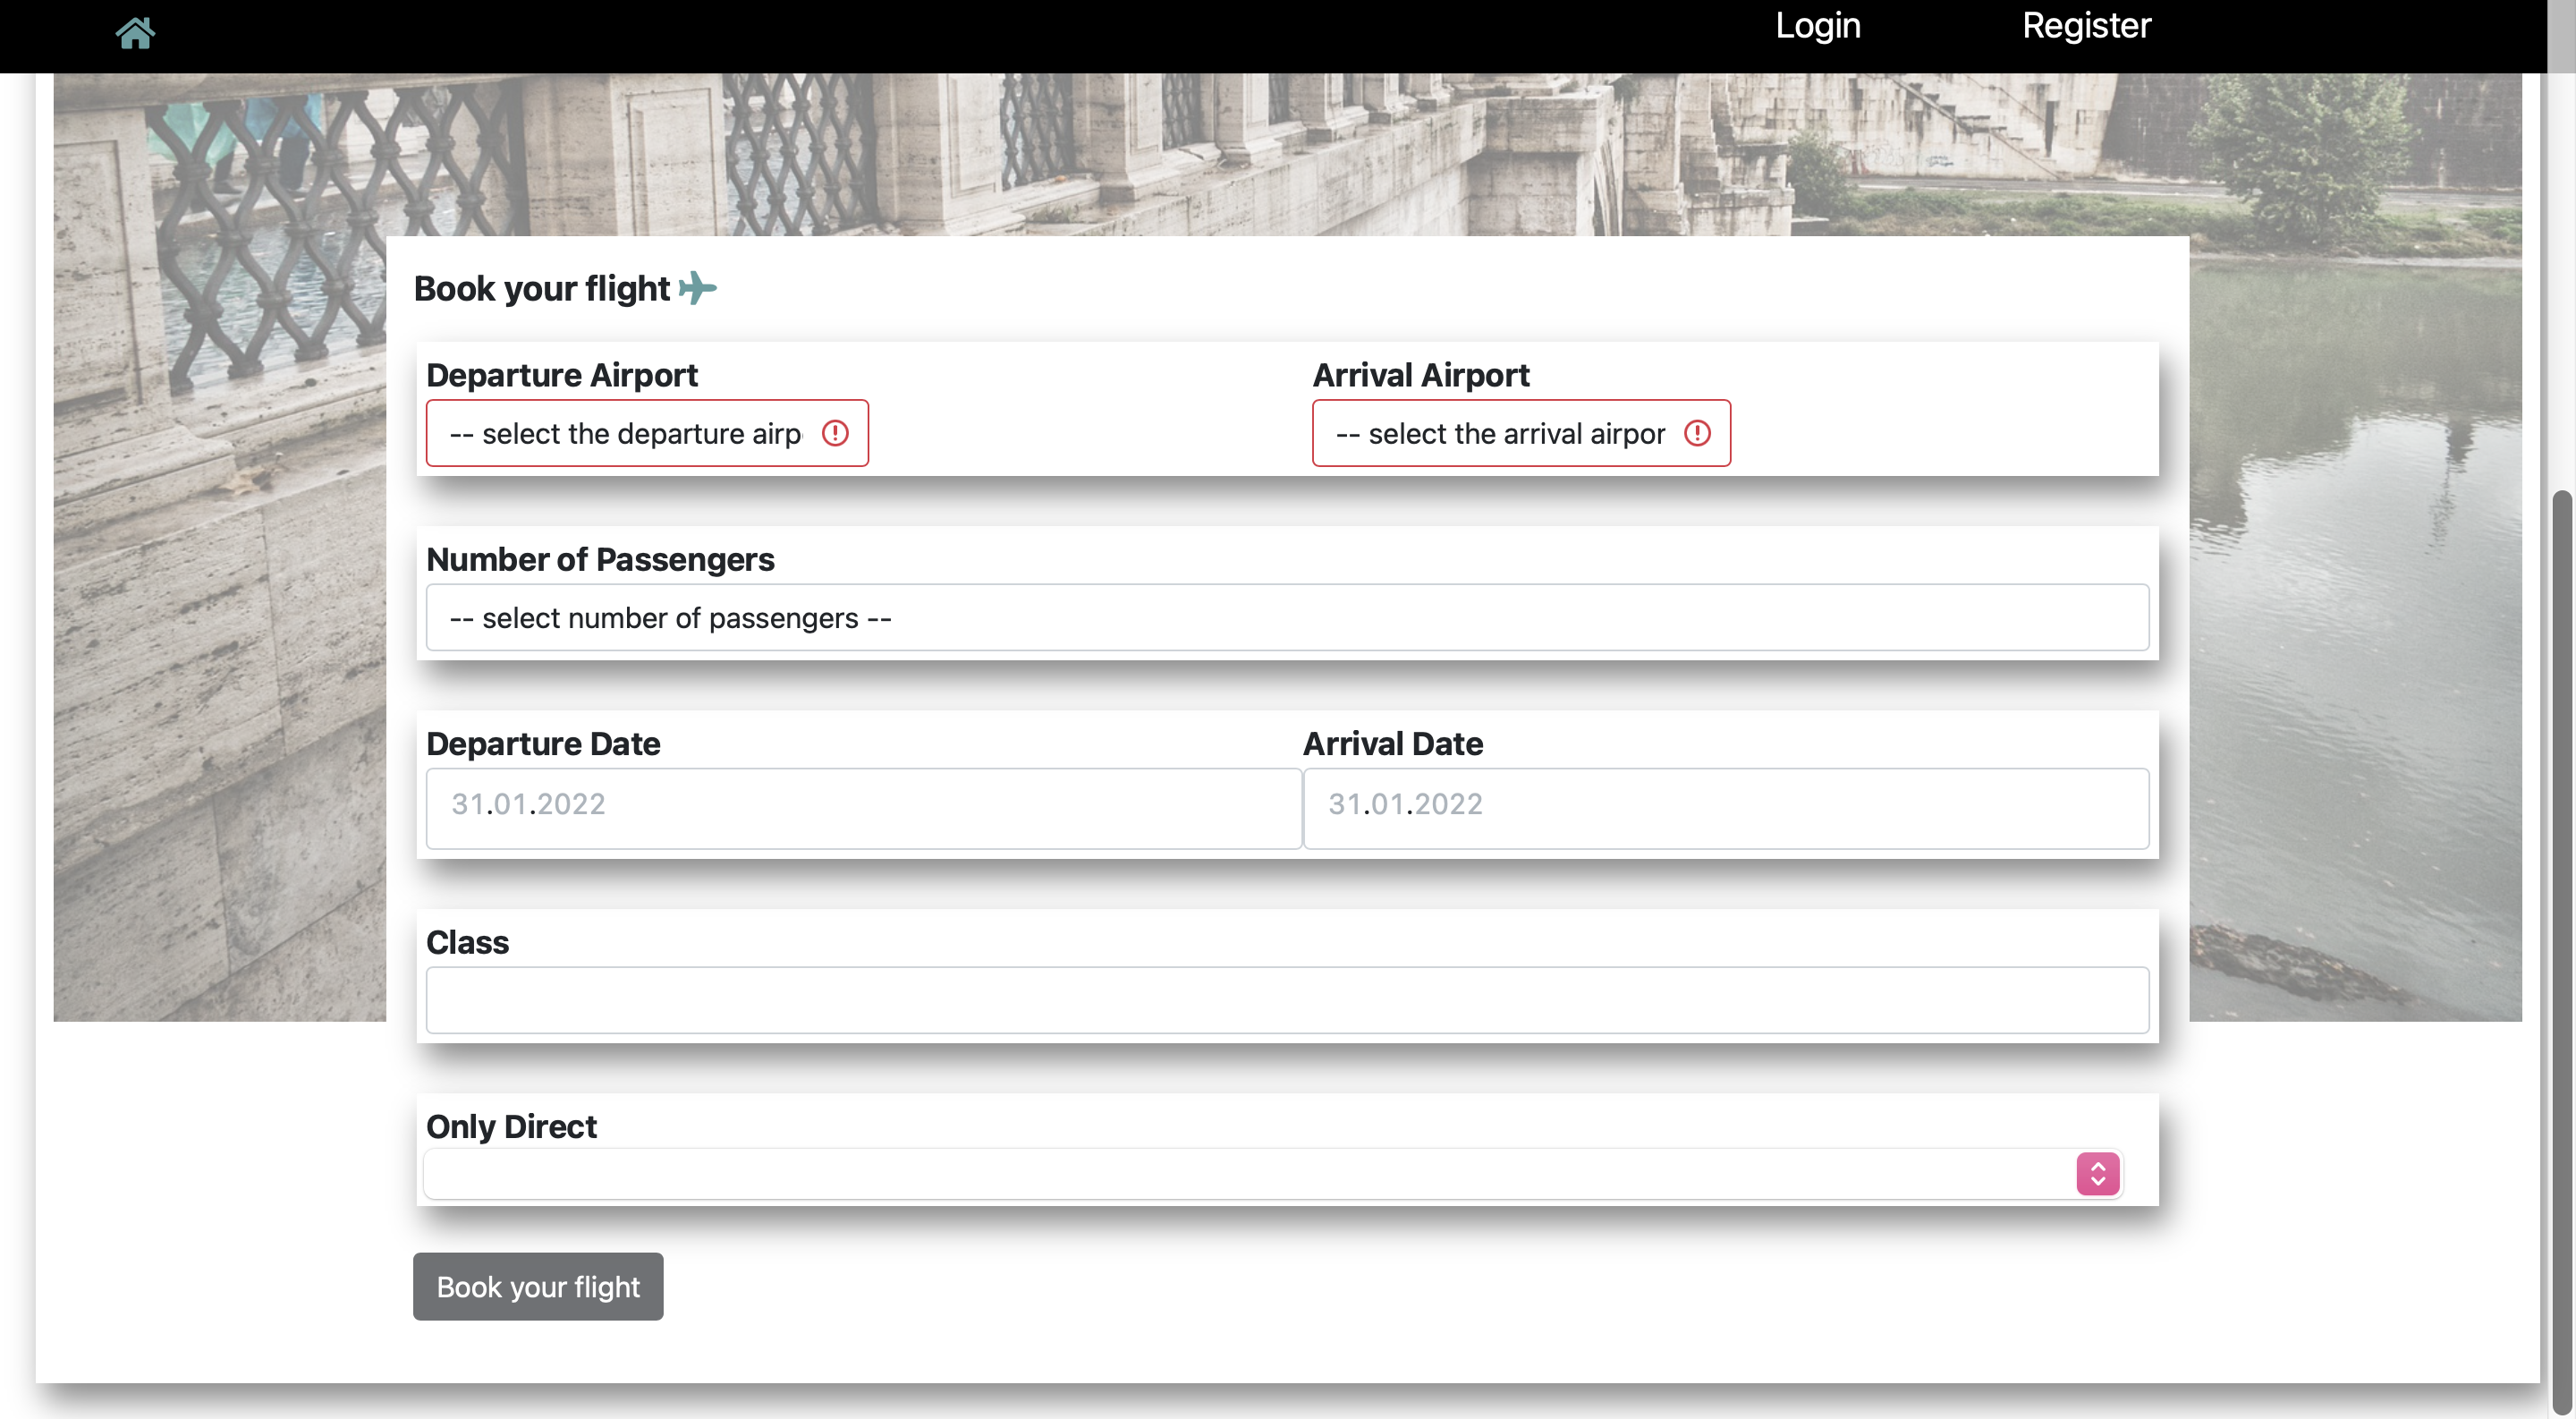 Login Register
Book your flight
Departure Airport Arrival Airport
-- select the departure airp -- select the arrival airpor
Number of Passengers
-- select number of passengers --
Departure Date Arrival Date
31.01.2022 31.01.2022
Class
Only Direct
Book your flight